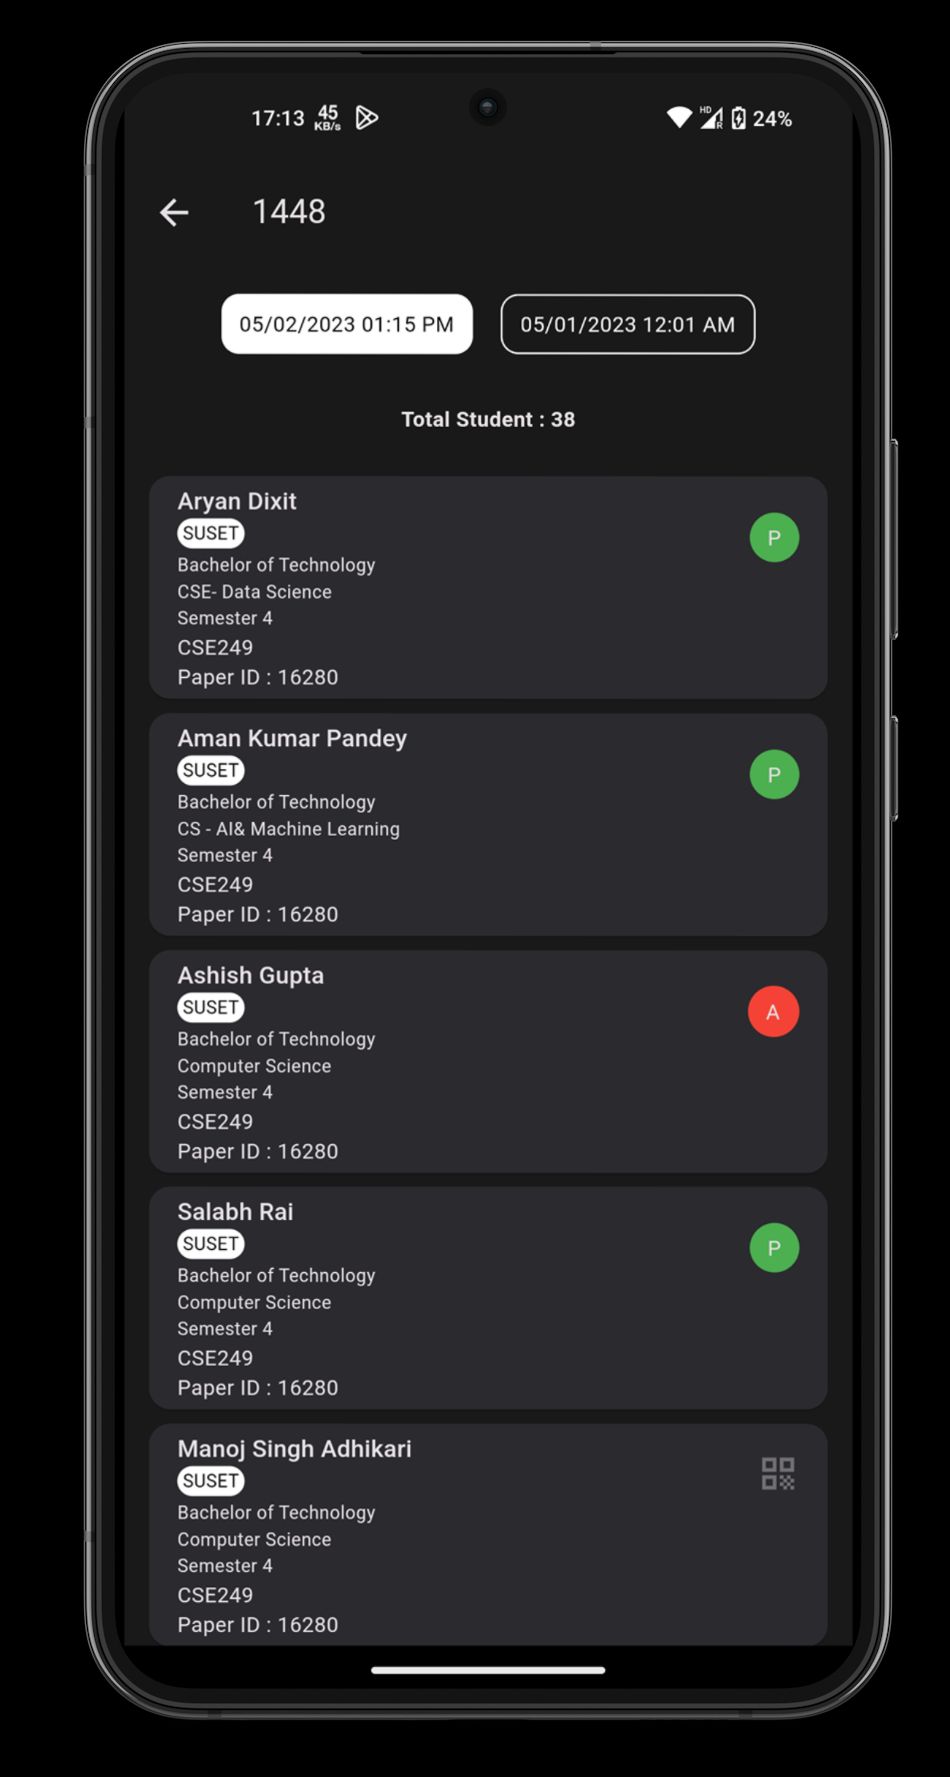 17:13 45 KB/s HD R 24%
1448
05/02/2023 01:15 PM 05/01/2023 12:01 AM
Total Student : 38
Aryan Dixit
SUSET
P
Bachelor of Technology
CSE- Data Science
Semester 4
CSE249
Paper ID : 16280
Aman Kumar Pandey
SUSET
P
Bachelor of Technology
CS - AI& Machine Learning
Semester 4
CSE249
Paper ID : 16280
Ashish Gupta
SUSET
A
Bachelor of Technology
Computer Science
Semester 4
CSE249
Paper ID : 16280
Salabh Rai
SUSET
P
Bachelor of Technology
Computer Science
Semester 4
CSE249
Paper ID : 16280
Manoj Singh Adhikari
SUSET
Bachelor of Technology
Computer Science
Semester 4
CSE249
Paper ID : 16280